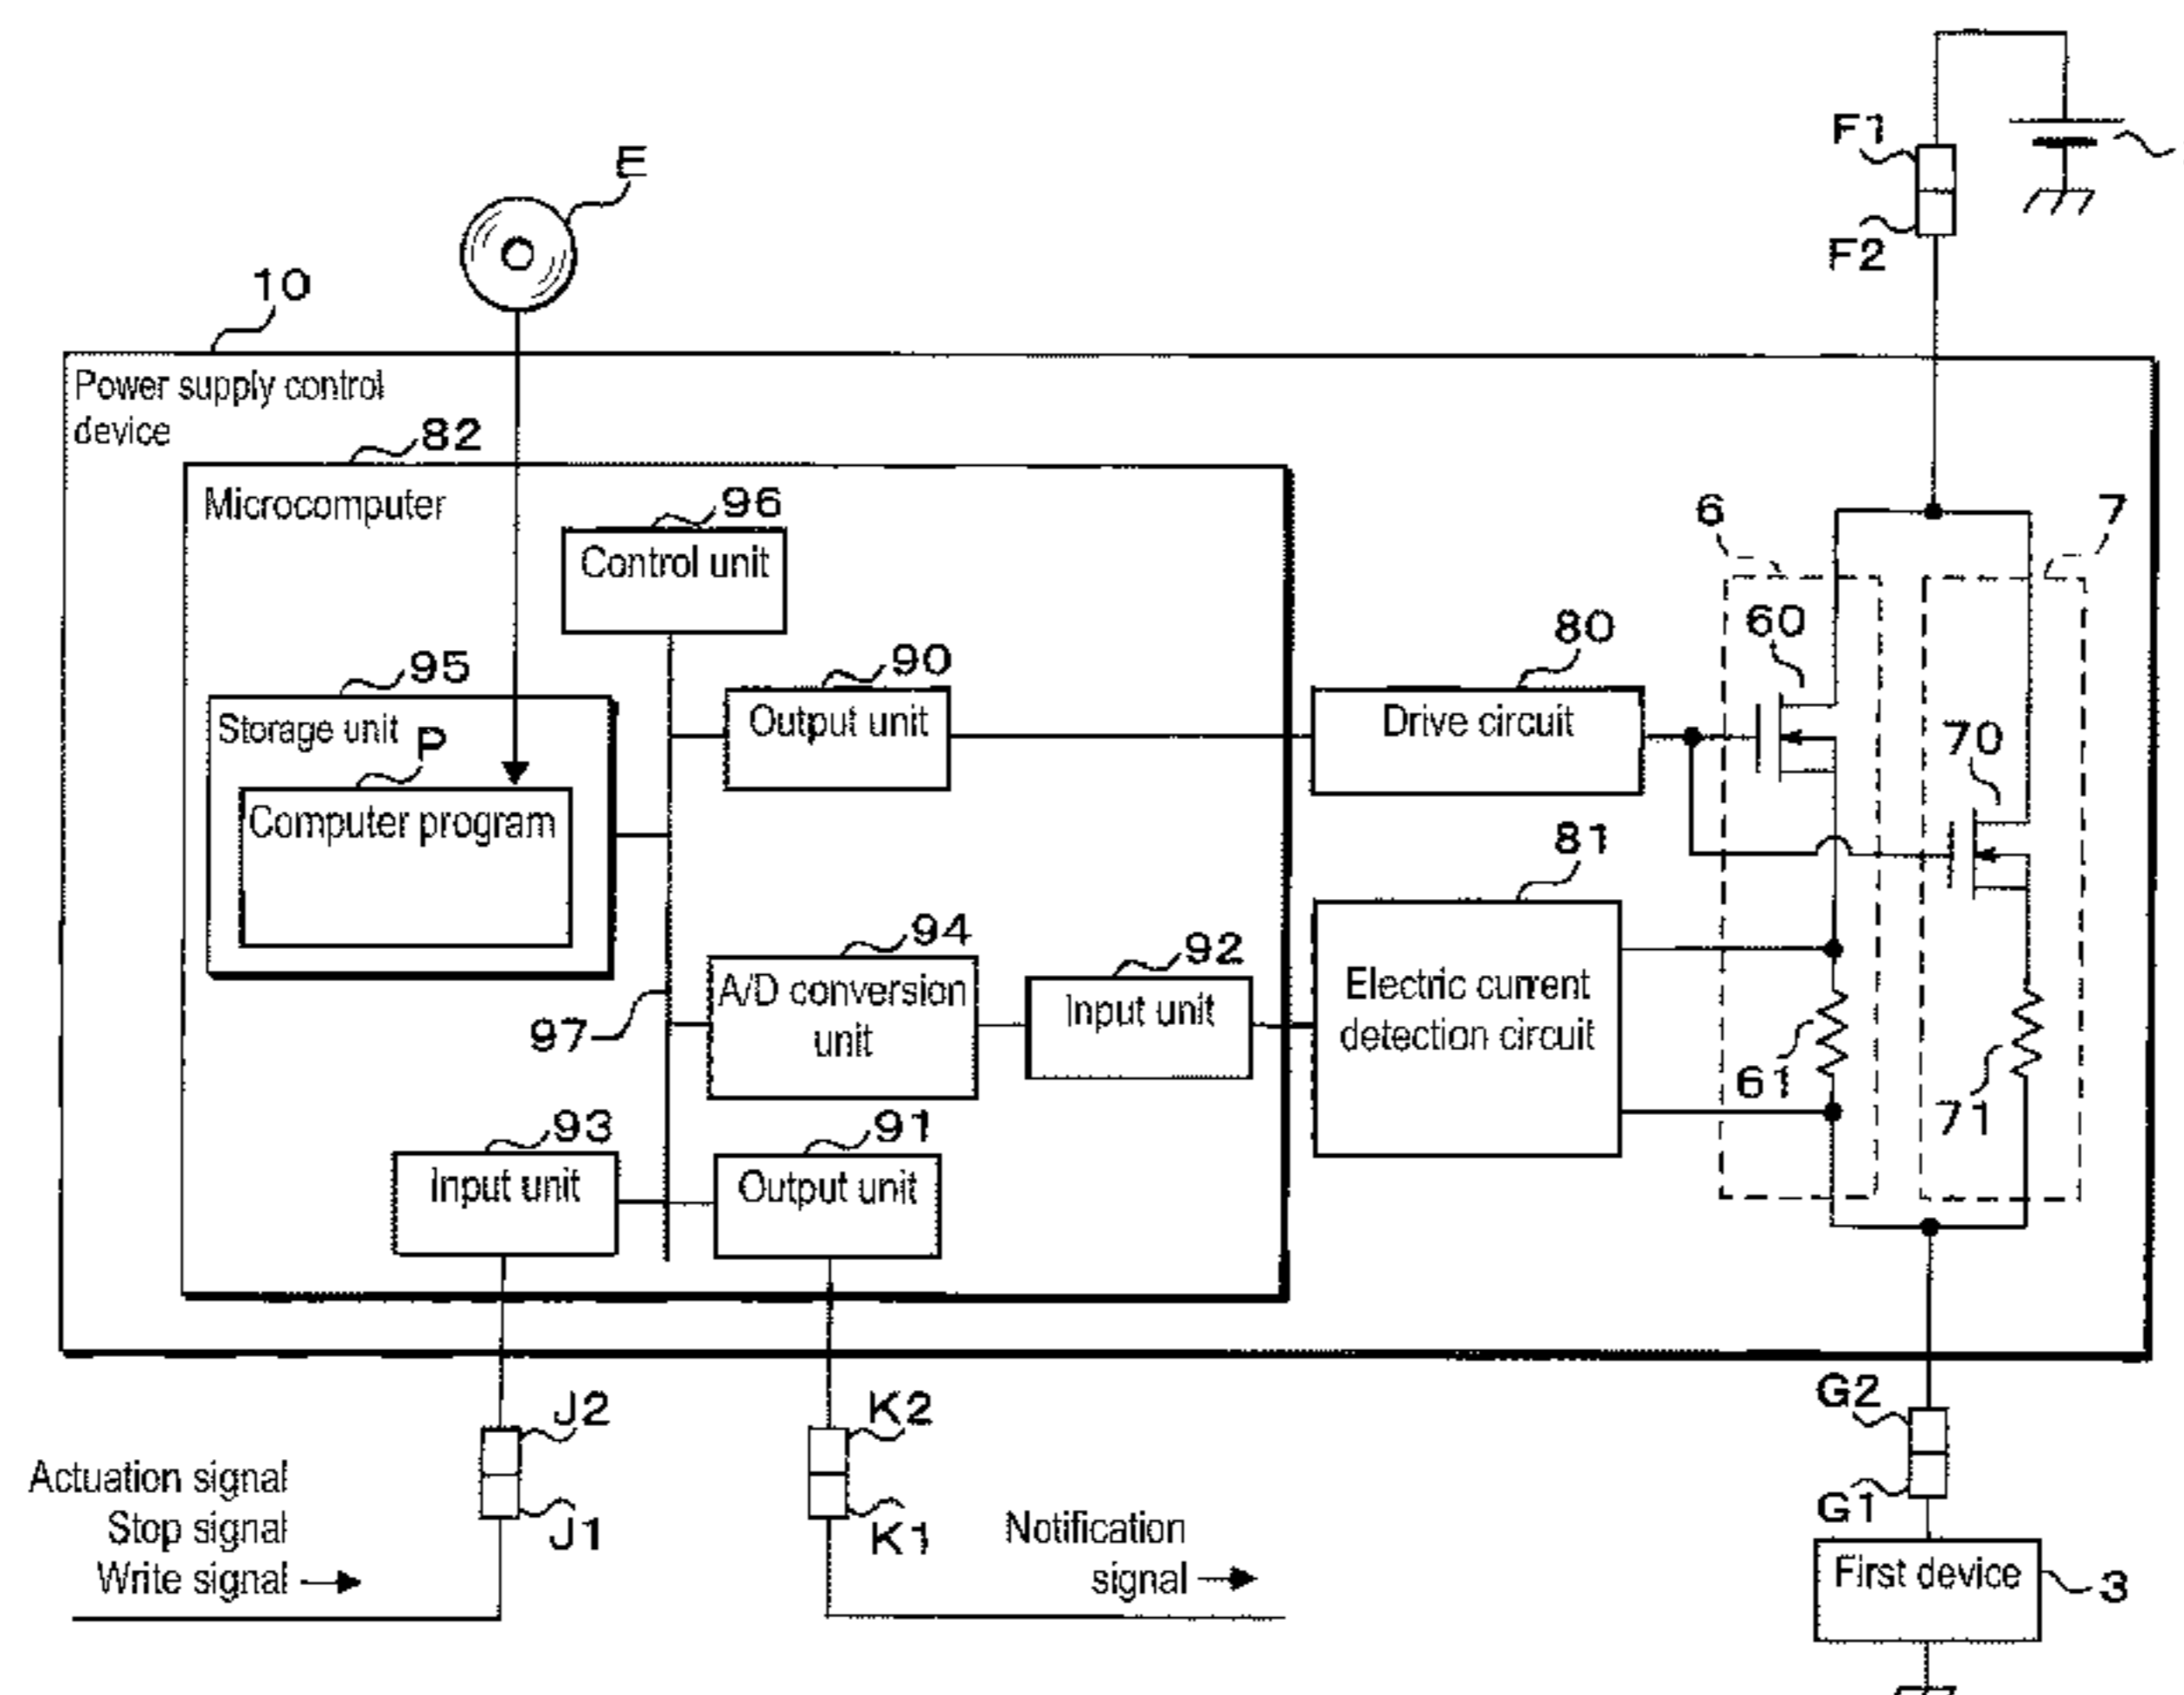 E
F1
F2
10
Power supply control
device
82
Microcomputer
96
Control unit
6
7
60
95
90
80
Storage unit
P
Output unit
Drive circuit
70
Computer program
81
94
92
A/D conversion
unit
Input unit
Electric current
detection circuit
97
61
71
93
91
Input unit
Output unit
J2
K2
G2
Actuation signal
Stop signal
Write signal
J1
K1
Notification
signal
G1
First device
3